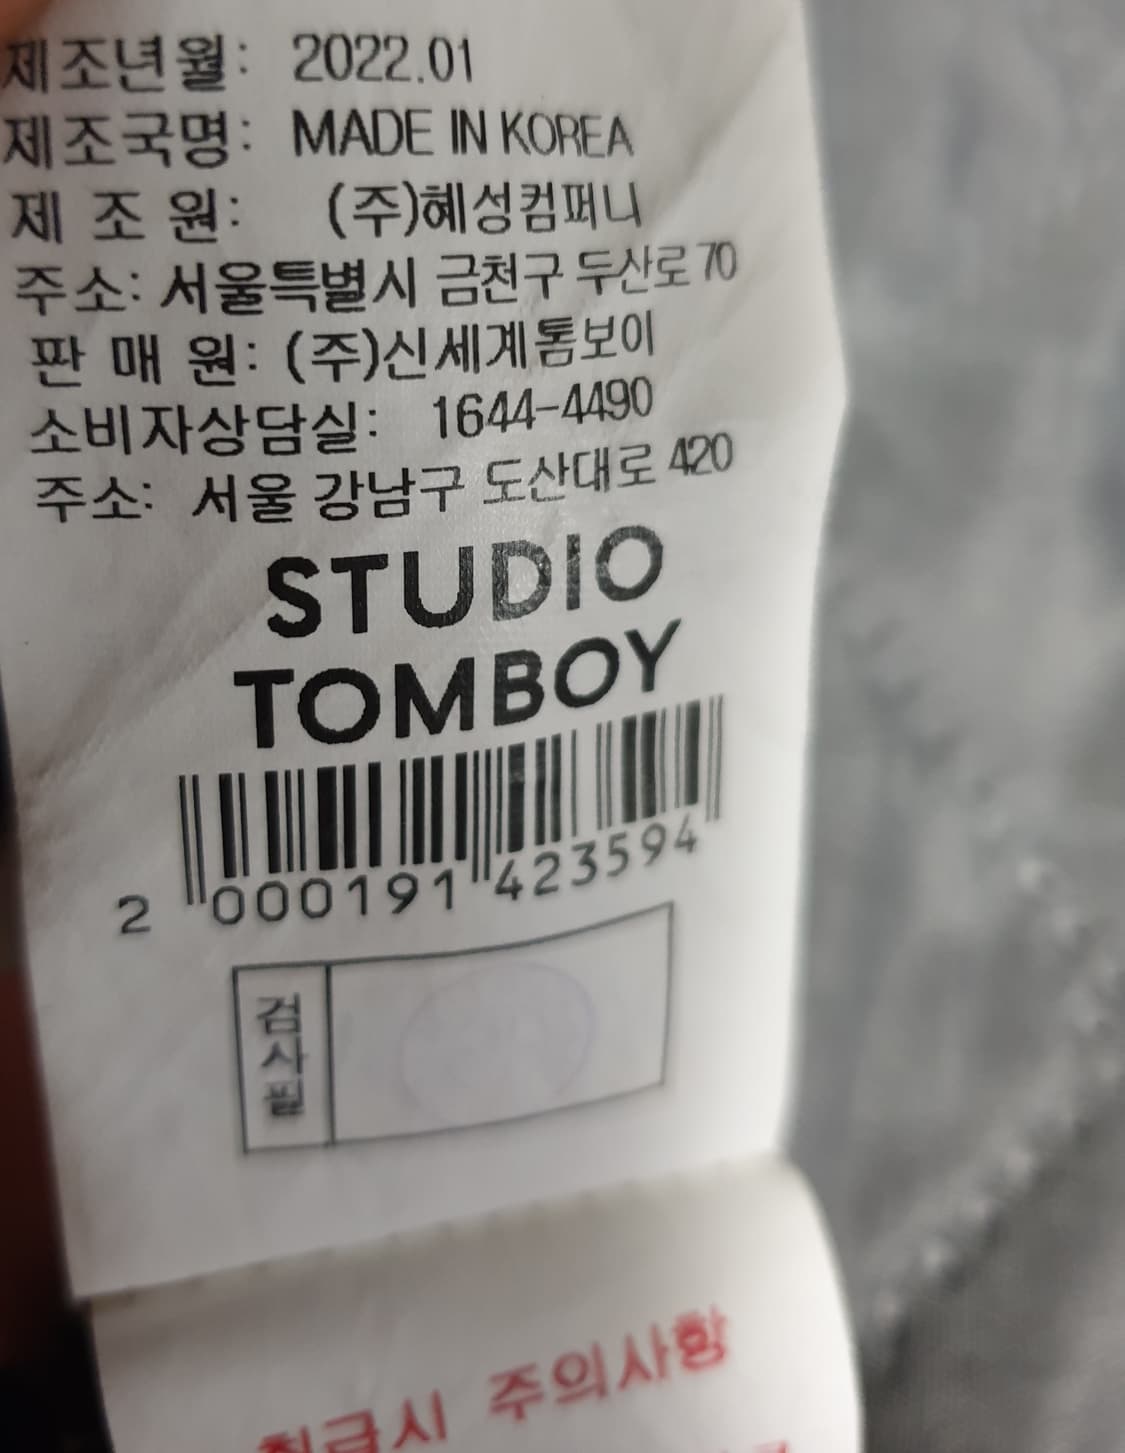 제조년월: 2022.01
제조국명: MADE IN KOREA
제 조 원: (주)혜성컴퍼니
주소: 서울특별시 금천구 두산로 70
판 매 원: (주)신세계톰보이
소비자상담실: 1644-4490
주소: 서울 강남구 도산대로 420
STUDIO
TOMBOY
2 000191 423594
검사필
취급시 주의사항